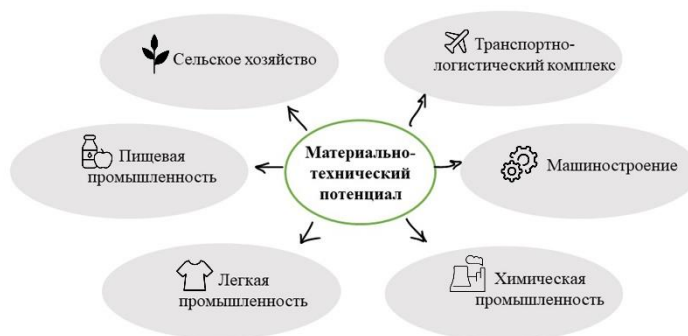 Сельское хозяйство
Транспортно-
логистический комплекс
Пищевая
промышленность
Материально-
технический
потенциал
Машиностроение
Легкая
промышленность
Химическая
промышленность